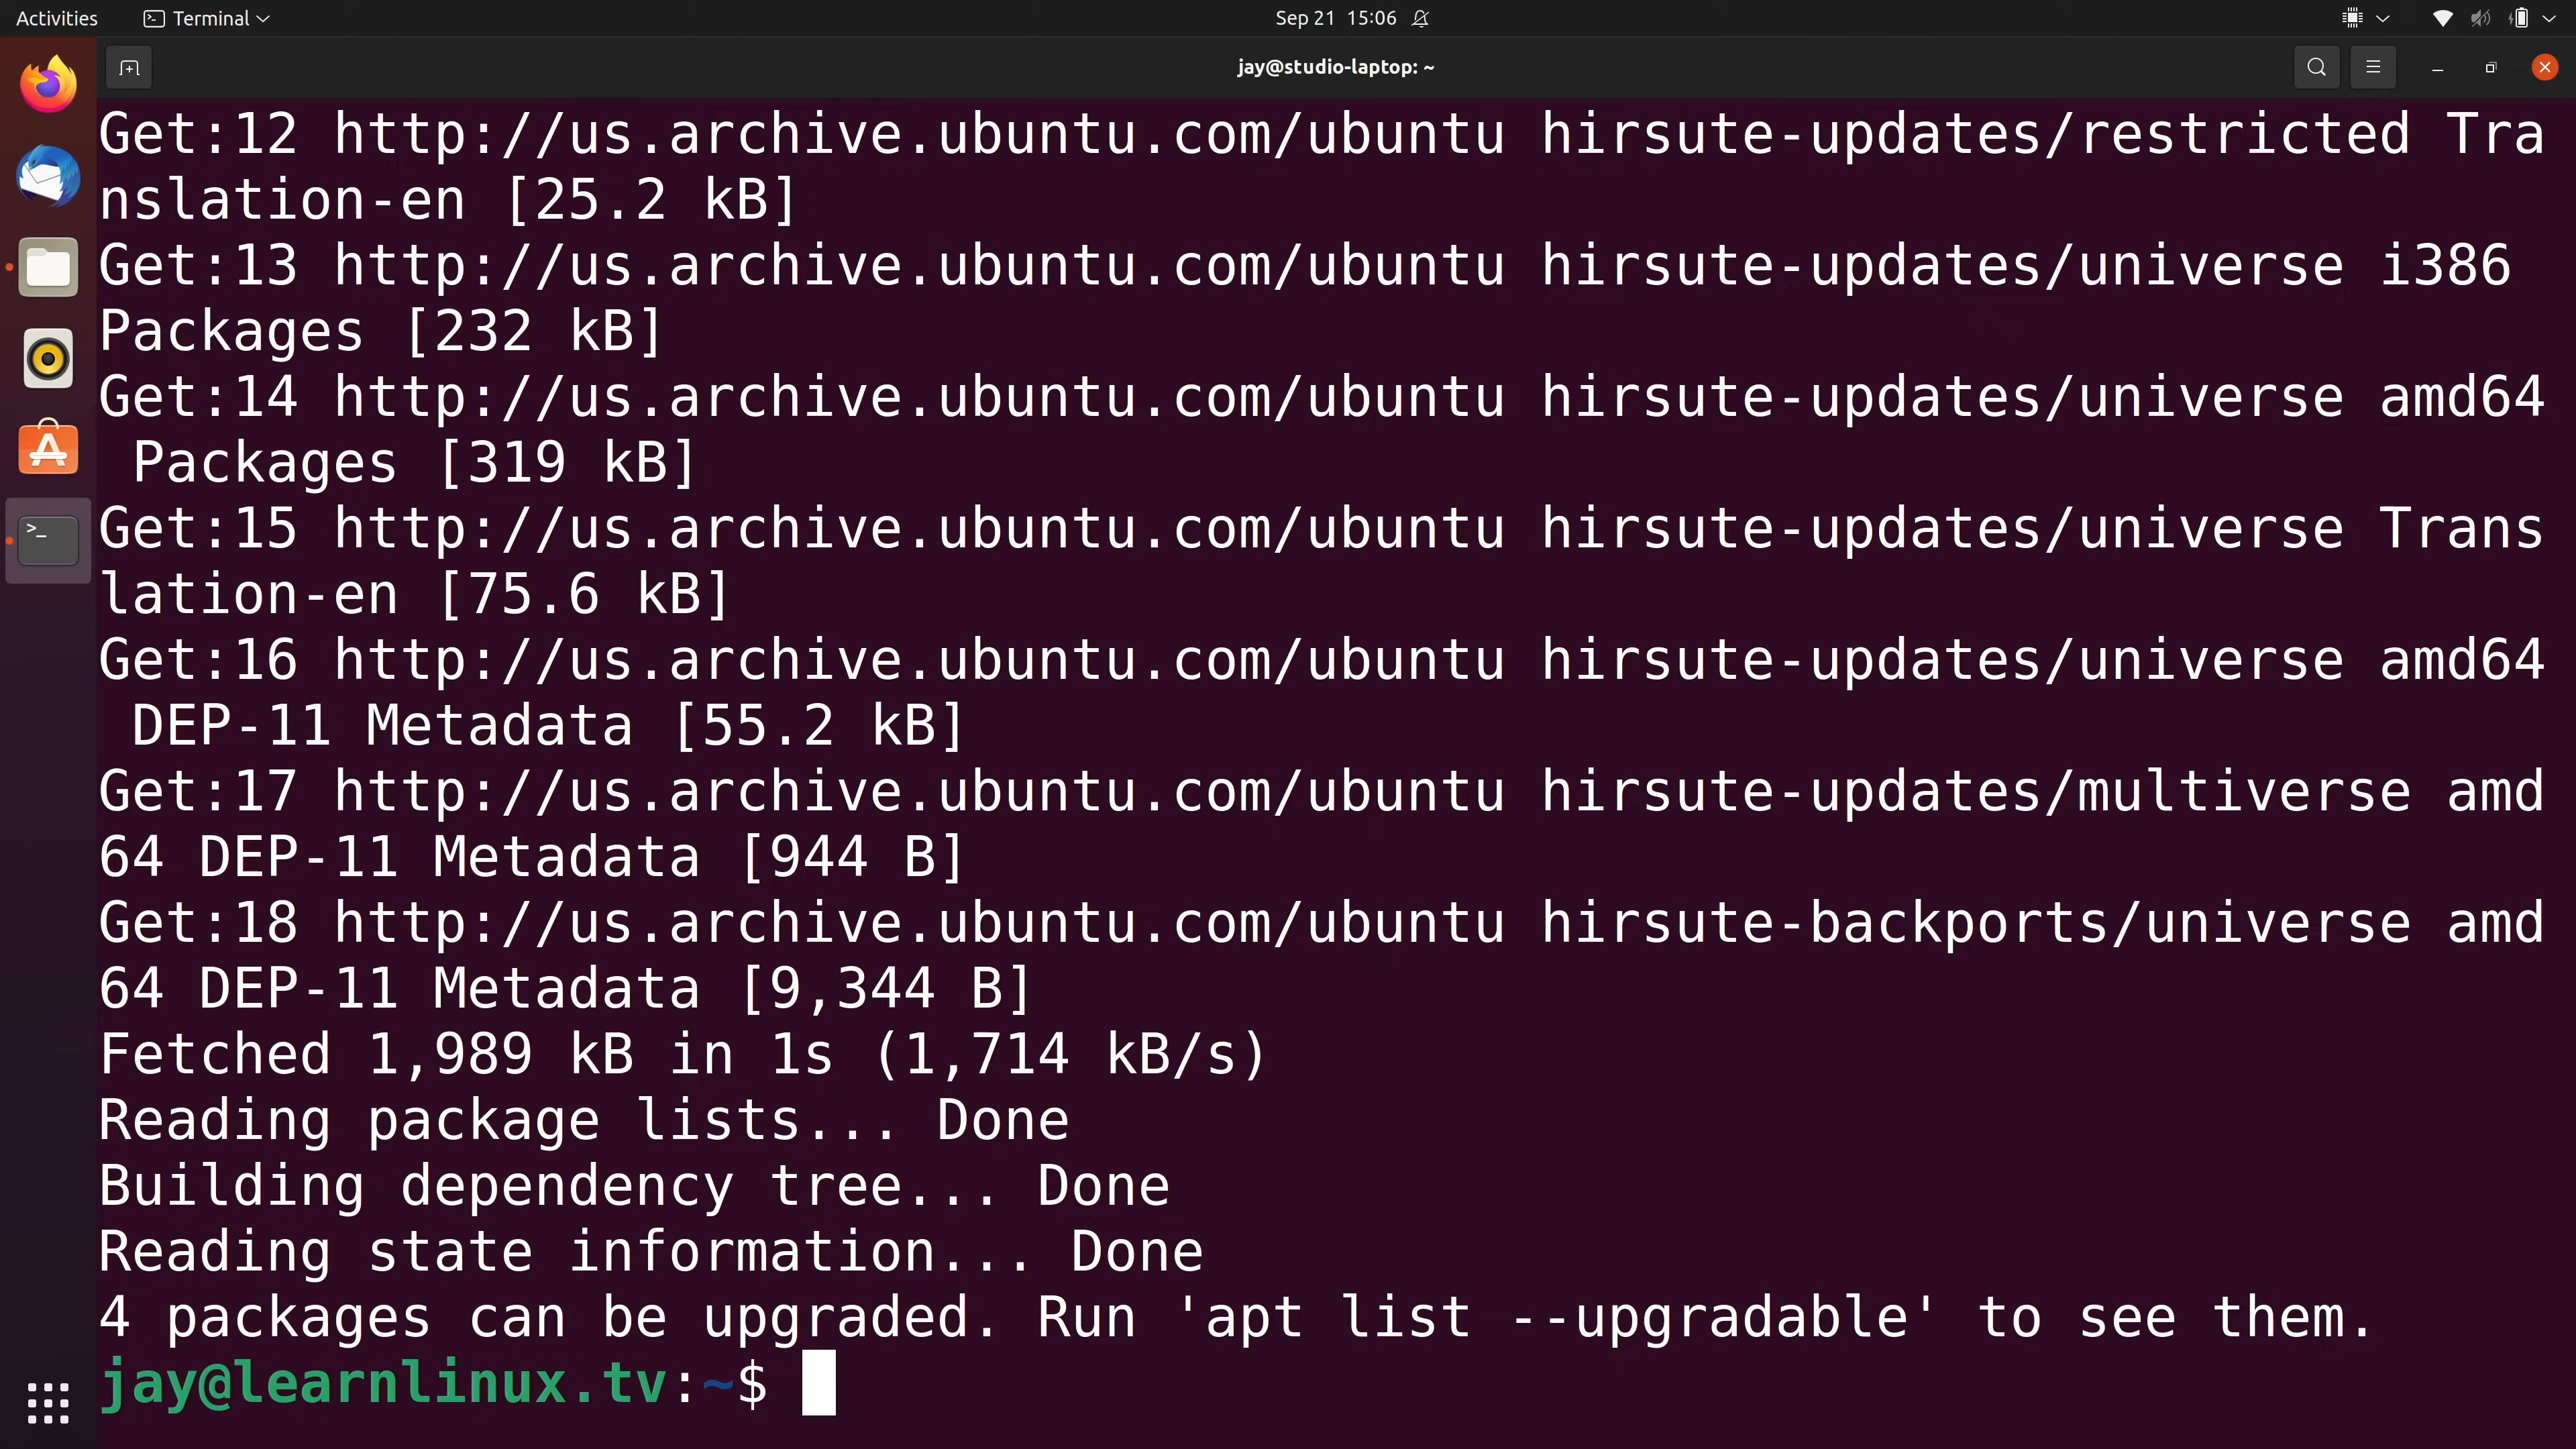 Activities
Terminal
Sep 21 15:06
jay@studio-laptop: ~
Get:12 http://us.archive.ubuntu.com/ubuntu hirsute-updates/restricted Tra
nslation-en [25.2 kB]
Get:13 http://us.archive.ubuntu.com/ubuntu hirsute-updates/universe i386
Packages [232 kB]
Get:14 http://us.archive.ubuntu.com/ubuntu hirsute-updates/universe amd64
 Packages [319 kB]
Get:15 http://us.archive.ubuntu.com/ubuntu hirsute-updates/universe Trans
lation-en [75.6 kB]
Get:16 http://us.archive.ubuntu.com/ubuntu hirsute-updates/universe amd64
 DEP-11 Metadata [55.2 kB]
Get:17 http://us.archive.ubuntu.com/ubuntu hirsute-updates/multiverse amd
64 DEP-11 Metadata [944 B]
Get:18 http://us.archive.ubuntu.com/ubuntu hirsute-backports/universe amd
64 DEP-11 Metadata [9,344 B]
Fetched 1,989 kB in 1s (1,714 kB/s)
Reading package lists... Done
Building dependency tree... Done
Reading state information... Done
4 packages can be upgraded. Run 'apt list --upgradable' to see them.
jay@learnlinux.tv:~$